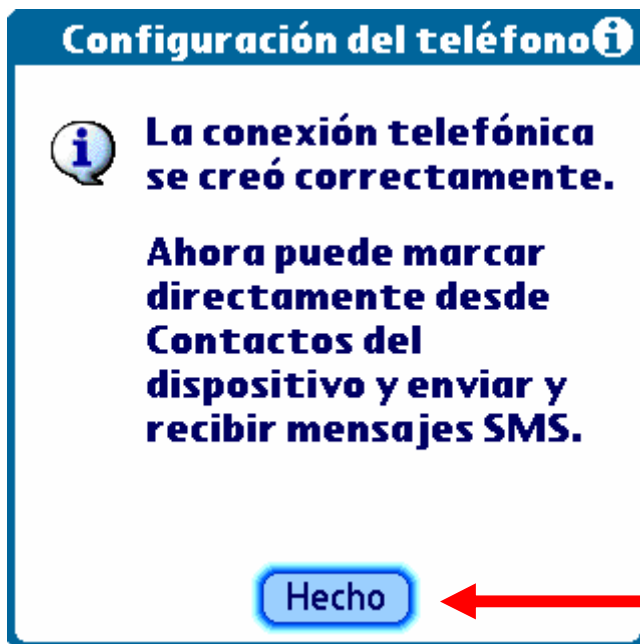 Configuración del teléfono
La conexión telefónica
se creó correctamente.
Ahora puede marcar
directamente desde
Contactos del
dispositivo y enviar y
recibir mensajes SMS.
Hecho